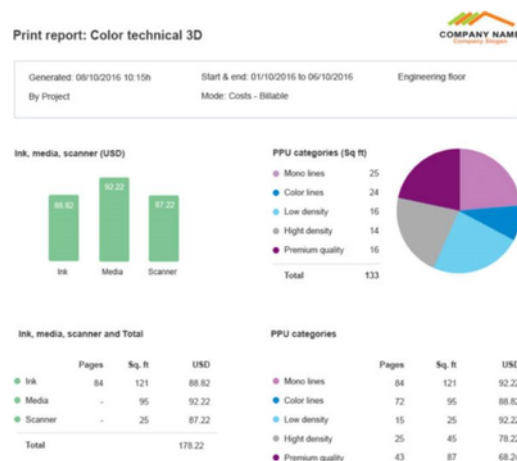 COMPANY NAME
Company Slogan
Print report: Color technical 3D
Generated: 08/10/2016 10:15h
Start & end: 01/10/2016 to 06/10/2016
Engineering floor
By Project
Mode: Costs - Billable
Ink, media, scanner (USD)
88.82
92.22
87.22
Ink Media Scanner
PPU categories (Sq ft)
Mono lines 25
Color lines 24
Low density 16
Hight density 14
Premium quality 16
Total 133
Ink, media, scanner and Total
Pages Sq. ft USD
Ink 84 121 88.82
Media - 95 92.22
Scanner - 25 87.22
Total 178.22
PPU categories
Pages Sq. ft USD
Mono lines 84 121 92.22
Color lines 72 95 88.82
Low density 15 25 92.22
Hight density 25 45 78.22
Premium quality 43 87 68.24